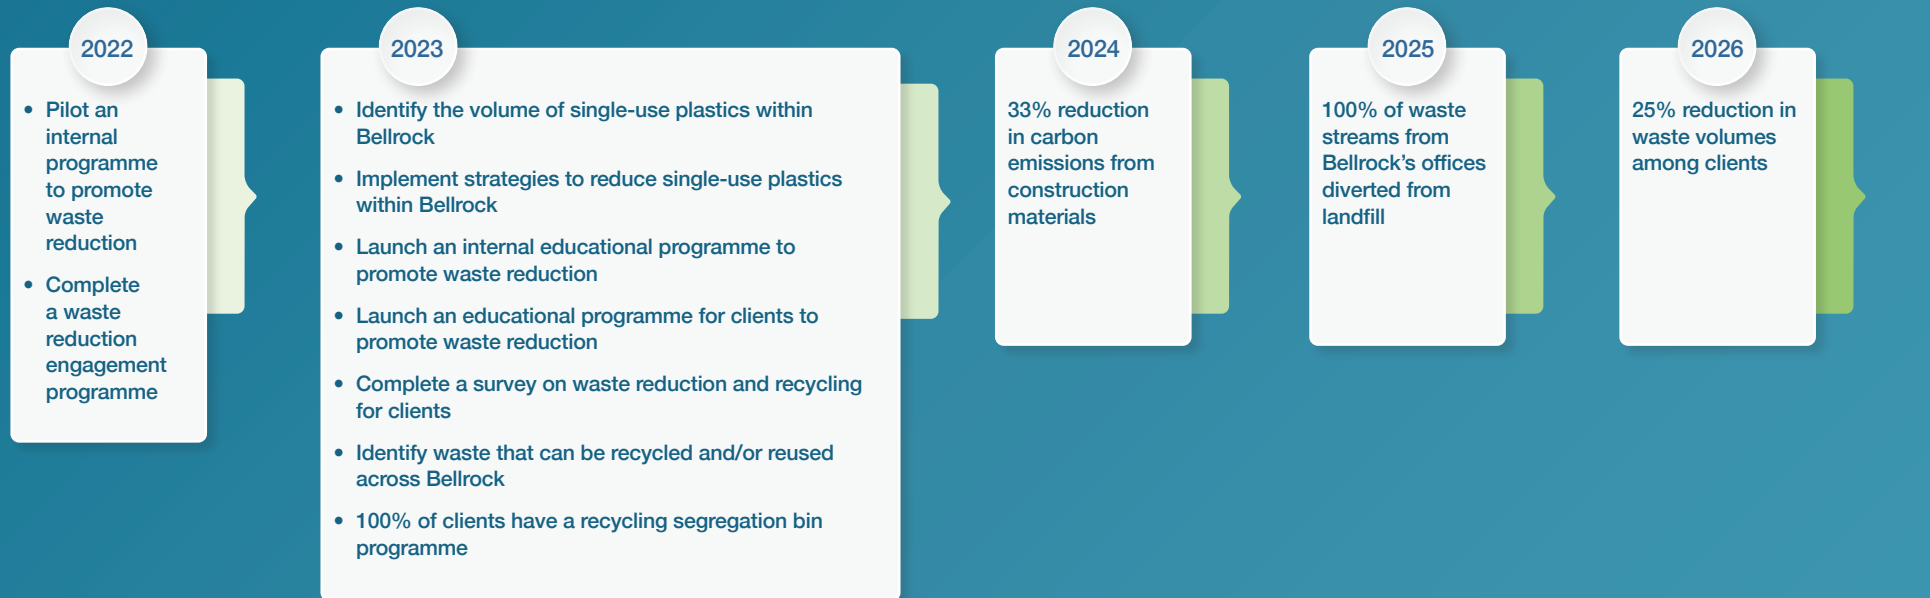 2022
• Pilot an
internal
programme
to promote
waste
reduction
• Complete
a waste
reduction
engagement
programme
2023
• Identify the volume of single-use plastics within
Bellrock
• Implement strategies to reduce single-use plastics
within Bellrock
• Launch an internal educational programme to
promote waste reduction
• Launch an educational programme for clients to
promote waste reduction
• Complete a survey on waste reduction and recycling
for clients
• Identify waste that can be recycled and/or reused
across Bellrock
• 100% of clients have a recycling segregation bin
programme
2024
33% reduction
in carbon
emissions from
construction
materials
2025
100% of waste
streams from
Bellrock’s offices
diverted from
landfill
2026
25% reduction in
waste volumes
among clients